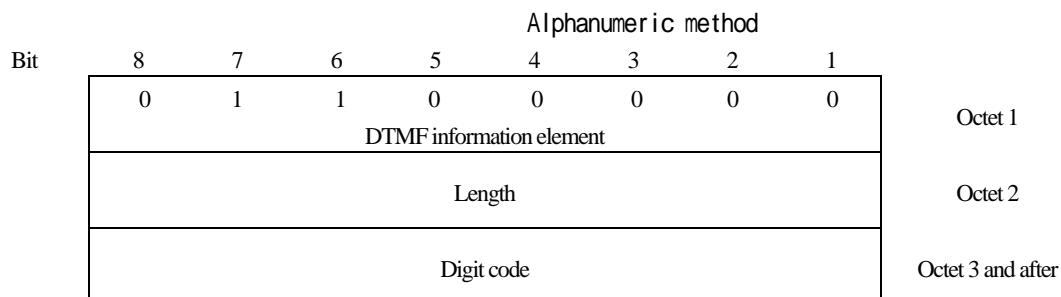 Alphanumeric method
Bit 8 7 6 5 4 3 2 1
0 1 1 0 0 0 0 0
DTMF information element
Octet 1
Length
Octet 2
Digit code
Octet 3 and after